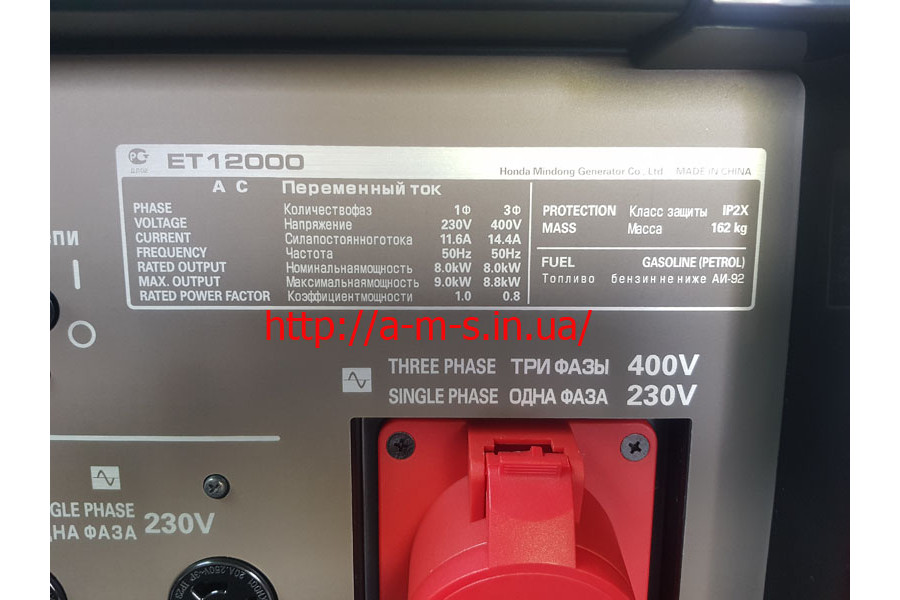 ET12000
Honda Mindong Generator Co., Ltd MADE IN CHINA
A C Переменный ток
PHASE Количествофаз 1Ф 3Ф
VOLTAGE Напряжение 230V 400V
CURRENT Силапостоянноготока 11.6A 14.4A
FREQUENCY Частота 50Hz 50Hz
RATED OUTPUT Номинальнаямощность 8.0kW 8.0kW
MAX. OUTPUT Максимальнаямощность 9.0kW 8.8kW
RATED POWER FACTOR Коэффициентмощности 1.0 0.8
PROTECTION Класс защиты IP2X
MASS Масса 162 kg
FUEL GASOLINE (PETROL)
Топливо бензин не ниже АИ-92
http://a-m-s.in.ua/
THREE PHASE ТРИ ФАЗЫ 400V
SINGLE PHASE ОДНА ФАЗА 230V
GLE PHASE
НА ФАЗА 230V